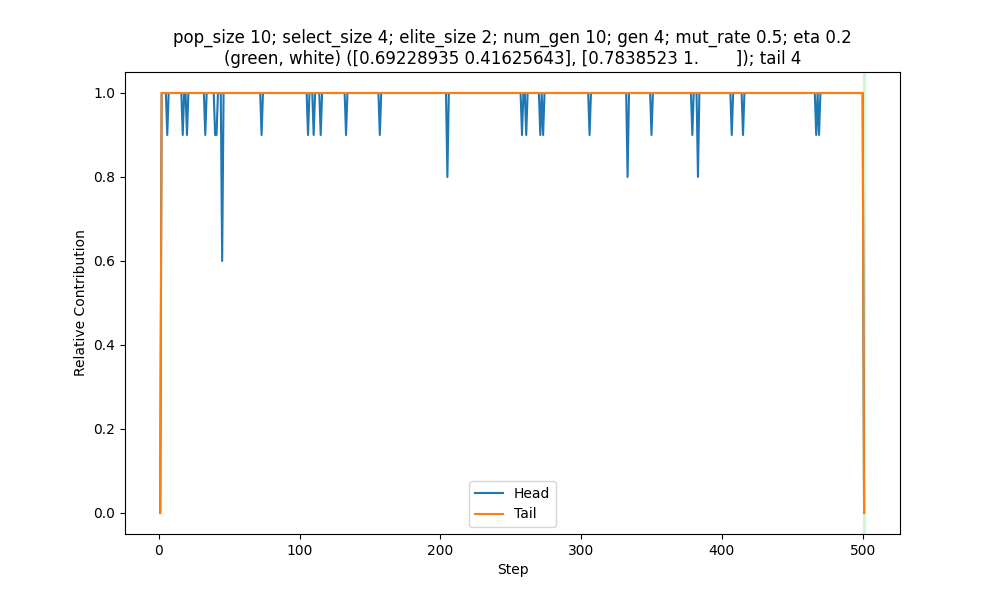 pop_size 10; select_size 4; elite_size 2; num_gen 10; gen 4; mut_rate 0.5; eta 0.2
(green, white) ([0.69228935 0.41625643], [0.7838523 1.        ]); tail 4
1.0
0.8
0.6
0.4
0.2
0.0
Relative Contribution
Head
Tail
0
100
200
300
400
500
Step